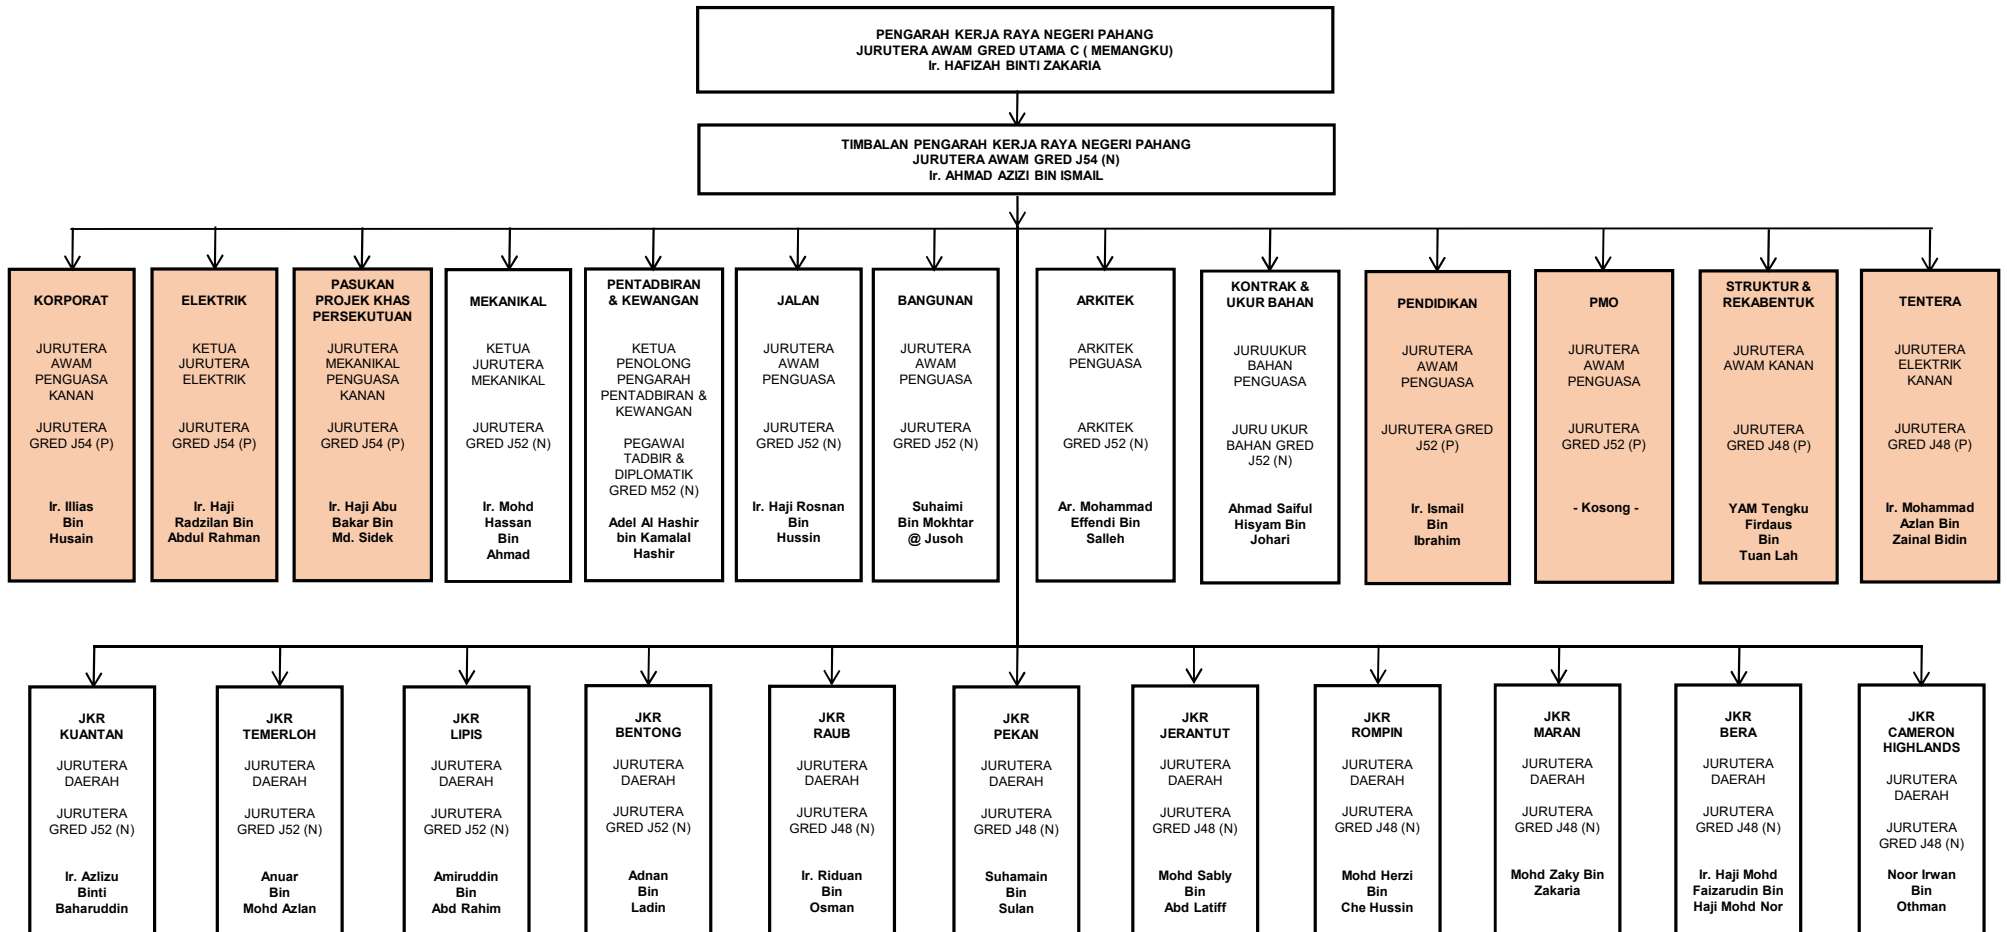 PENGARAH KERJA RAYA NEGERI PAHANG
JURUTERA AWAM GRED UTAMA C ( MEMANGKU)
Ir. HAFIZAH BINTI ZAKARIA
TIMBALAN PENGARAH KERJA RAYA NEGERI PAHANG
JURUTERA AWAM GRED J54 (N)
Ir. AHMAD AZIZI BIN ISMAIL
KORPORAT
JURUTERA
AWAM
PENGUASA
KANAN
JURUTERA
GRED J54 (P)
Ir. Illias
Bin
Husain
ELEKTRIK
KETUA
JURUTERA
ELEKTRIK
JURUTERA
GRED J54 (P)
Ir. Haji
Radzilan Bin
Abdul Rahman
PASUKAN
PROJEK KHAS
PERSEKUTUAN
JURUTERA
MEKANIKAL
PENGUASA
KANAN
JURUTERA
GRED J54 (P)
Ir. Haji Abu
Bakar Bin
Md. Sidek
MEKANIKAL
KETUA
JURUTERA
MEKANIKAL
JURUTERA
GRED J52 (N)
Ir. Mohd
Hassan
Bin
Ahmad
PENTADBIRAN
& KEWANGAN
KETUA
PENOLONG
PENGARAH
PENTADBIRAN &
KEWANGAN
PEGAWAI
TADBIR &
DIPLOMATIK
GRED M52 (N)
Adel Al Hashir
bin Kamalal
Hashir
JALAN
JURUTERA
AWAM
PENGUASA
JURUTERA
GRED J52 (N)
Ir. Haji Rosnan
Bin
Hussin
BANGUNAN
JURUTERA
AWAM
PENGUASA
JURUTERA
GRED J52 (N)
Suhaimi
Bin Mokhtar
@ Jusoh
ARKITEK
ARKITEK
PENGUASA
ARKITEK
GRED J52 (N)
Ar. Mohammad
Effendi Bin
Salleh
KONTRAK &
UKUR BAHAN
JURUUKUR
BAHAN
PENGUASA
JURU UKUR
BAHAN GRED
J52 (N)
Ahmad Saiful
Hisyam Bin
Johari
PENDIDIKAN
JURUTERA
AWAM
PENGUASA
JURUTERA GRED
J52 (P)
Ir. Ismail
Bin
Ibrahim
PMO
JURUTERA
AWAM
PENGUASA
JURUTERA
GRED J52 (P)
- Kosong -
STRUKTUR &
REKABENTUK
JURUTERA
AWAM KANAN
JURUTERA
GRED J48 (P)
YAM Tengku
Firdaus
Bin
Tuan Lah
TENTERA
JURUTERA
ELEKTRIK
KANAN
JURUTERA
GRED J48 (P)
Ir. Mohammad
Azlan Bin
Zainal Bidin
JKR
KUANTAN
JURUTERA
DAERAH
JURUTERA
GRED J52 (N)
Ir. Azlizu
Binti
Baharuddin
JKR
TEMERLOH
JURUTERA
DAERAH
JURUTERA
GRED J52 (N)
Anuar
Bin
Mohd Azlan
JKR
LIPIS
JURUTERA
DAERAH
JURUTERA
GRED J52 (N)
Amiruddin
Bin
Abd Rahim
JKR
BENTONG
JURUTERA
DAERAH
JURUTERA
GRED J52 (N)
Adnan
Bin
Ladin
JKR
RAUB
JURUTERA
DAERAH
JURUTERA
GRED J48 (N)
Ir. Riduan
Bin
Osman
JKR
PEKAN
JURUTERA
DAERAH
JURUTERA
GRED J48 (N)
Suhamain
Bin
Sulan
JKR
JERANTUT
JURUTERA
DAERAH
JURUTERA
GRED J48 (N)
Mohd Sably
Bin
Abd Latiff
JKR
ROMPIN
JURUTERA
DAERAH
JURUTERA
GRED J48 (N)
Mohd Herzi
Bin
Che Hussin
JKR
MARAN
JURUTERA
DAERAH
JURUTERA
GRED J48 (N)
Mohd Zaky Bin
Zakaria
JKR
BERA
JURUTERA
DAERAH
JURUTERA
GRED J48 (N)
Ir. Haji Mohd
Faizarudin Bin
Haji Mohd Nor
JKR
CAMERON
HIGHLANDS
JURUTERA
DAERAH
JURUTERA
GRED J48 (N)
Noor Irwan
Bin
Othman